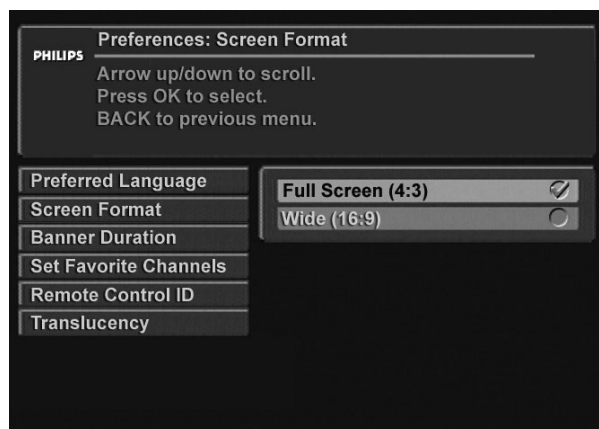 Preferences: Screen Format
PHILIPS
Arrow up/down to scroll.
Press OK to select.
BACK to previous menu.
Preferred Language
Screen Format
Banner Duration
Set Favorite Channels
Remote Control ID
Translucency
Full Screen (4:3)
Wide (16:9)